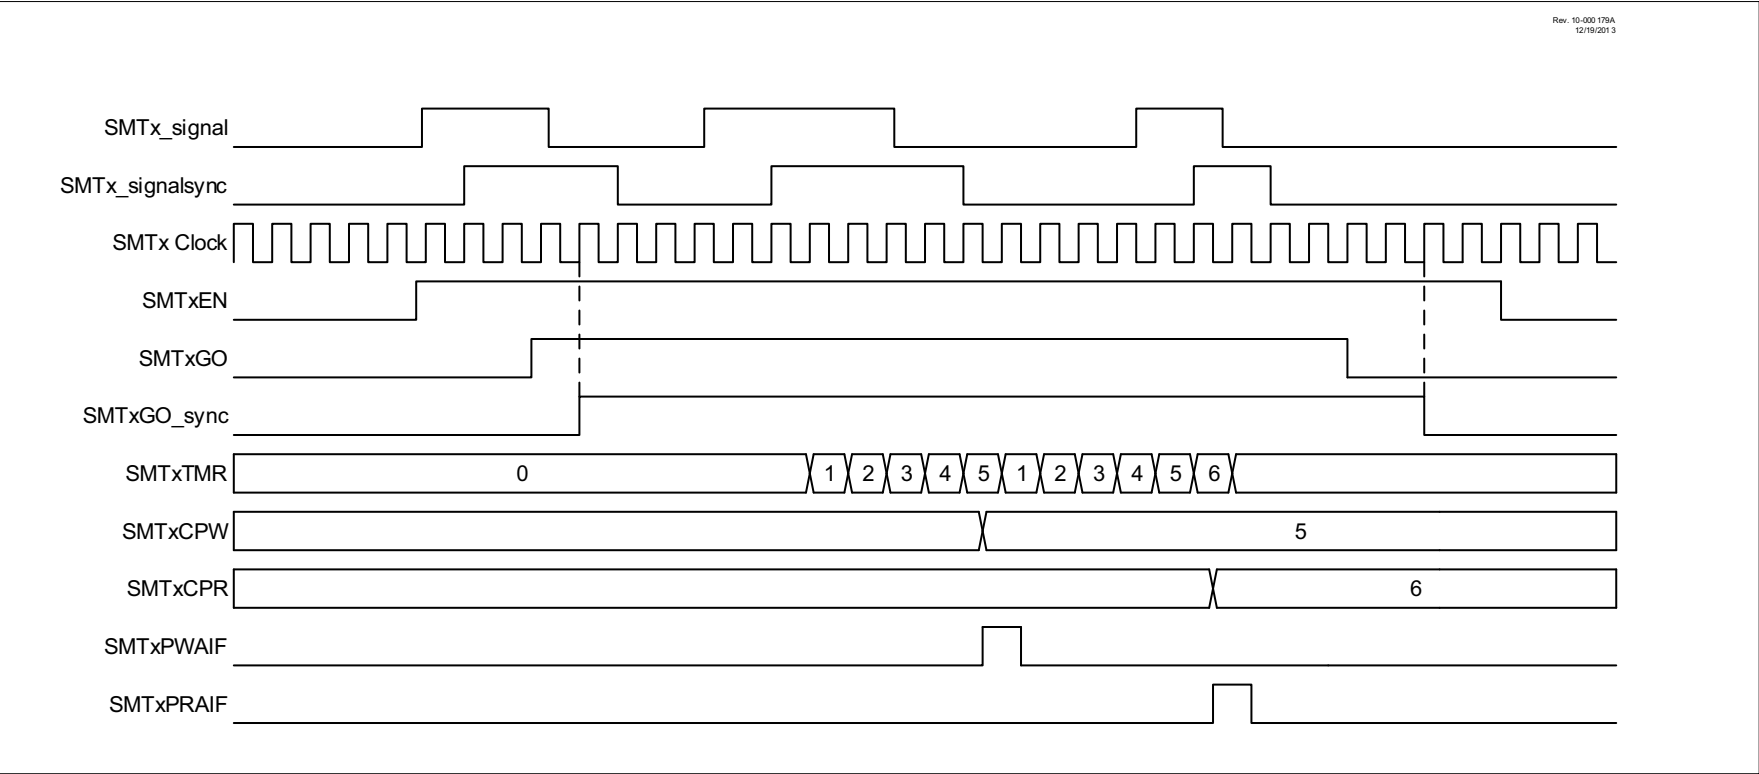 Rev. 10-000 179A
12/19/201 3
SMTx_signal
SMTx_signalsync
SMTx Clock
SMTxEN
SMTxGO
SMTxGO_sync
SMTxTMR 0 1 2 3 4 5 1 2 3 4 5 6
SMTxCPW 5
SMTxCPR 6
SMTxPWAIF
SMTxPRAIF